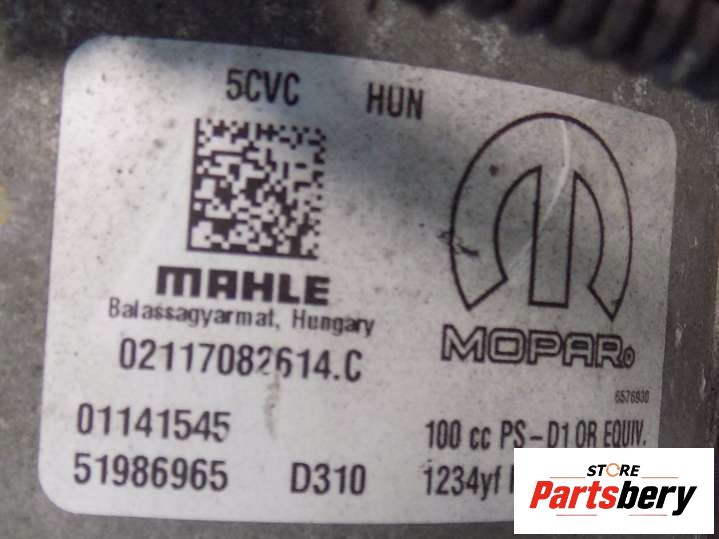 5CVC HUN
MAHLE
Balassagyarmat, Hungary
MOPAR®
02117082614.C
6576930
01141545
100 cc PS-D1 OR EQUIV.
51986965 D310
1234yf
STORE
Partsbery